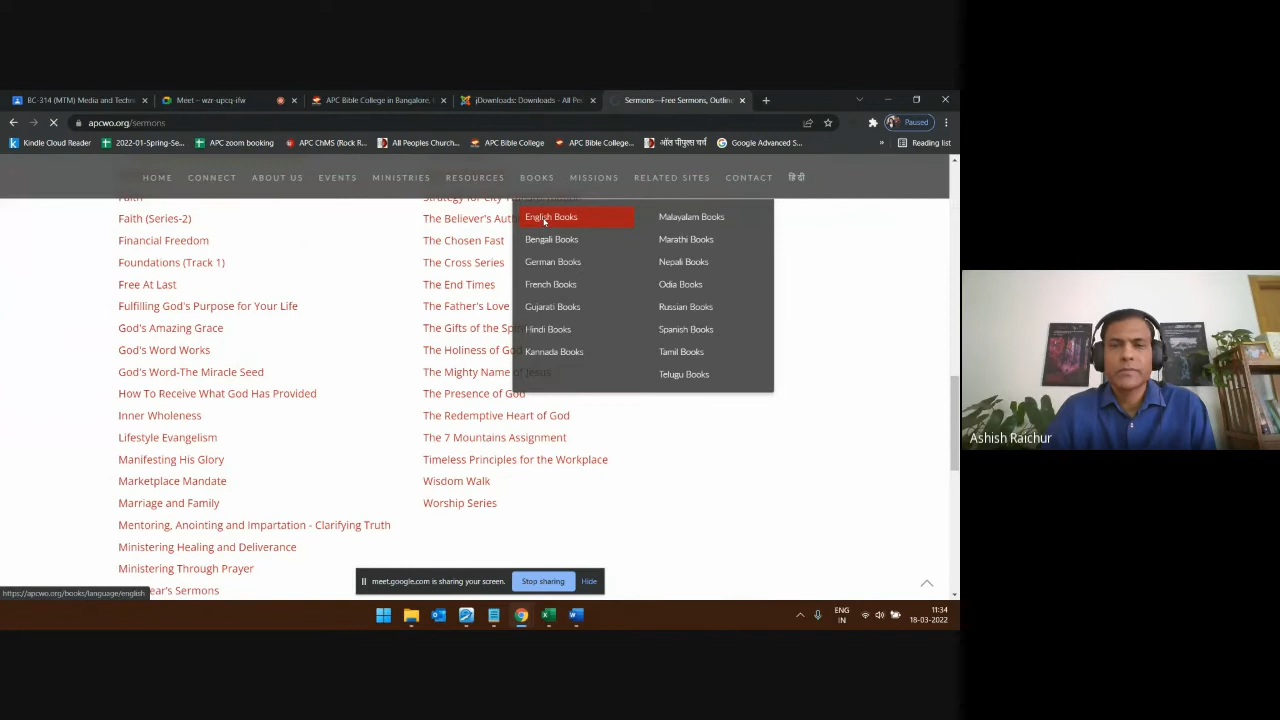 BC-314 (MTM) Media and Techn
Meet – wzr-upcq-ifw
APC Bible College in Bangalore,
jDownloads: Downloads - All Peo
Sermons—Free Sermons, Outlin
apcwo.org/sermons
Paused
Kindle Cloud Reader
2022-01-Spring-Se...
APC zoom booking
APC ChMS (Rock R...
All Peoples Church...
APC Bible College
APC Bible College...
ऑल पीपुल्स चर्च
Google Advanced S...
»
Reading list
HOME CONNECT ABOUT US EVENTS MINISTRIES RESOURCES BOOKS MISSIONS RELATED SITES CONTACT हिंदी
English Books
Bengali Books
German Books
French Books
Gujarati Books
Hindi Books
Kannada Books
Malayalam Books
Marathi Books
Nepali Books
Odia Books
Russian Books
Spanish Books
Tamil Books
Telugu Books
Faith
Faith (Series-2)
Financial Freedom
Foundations (Track 1)
Free At Last
Fulfilling God's Purpose for Your Life
God's Amazing Grace
God's Word Works
God's Word-The Miracle Seed
How To Receive What God Has Provided
Inner Wholeness
Lifestyle Evangelism
Manifesting His Glory
Marketplace Mandate
Marriage and Family
Mentoring, Anointing and Impartation - Clarifying Truth
Ministering Healing and Deliverance
Ministering Through Prayer
ear's Sermons
Strategy for City
The Believer's Auth
The Chosen Fast
The Cross Series
The End Times
The Father's Love
The Gifts of the Sp
The Holiness of Go
The Mighty Name of Jesus
The Presence of God
The Redemptive Heart of God
The 7 Mountains Assignment
Timeless Principles for the Workplace
Wisdom Walk
Worship Series
meet.google.com is sharing your screen.
Stop sharing
Hide
https://apcwo.org/books/language/english
ENG
IN
11:34
18-03-2022
Ashish Raichur